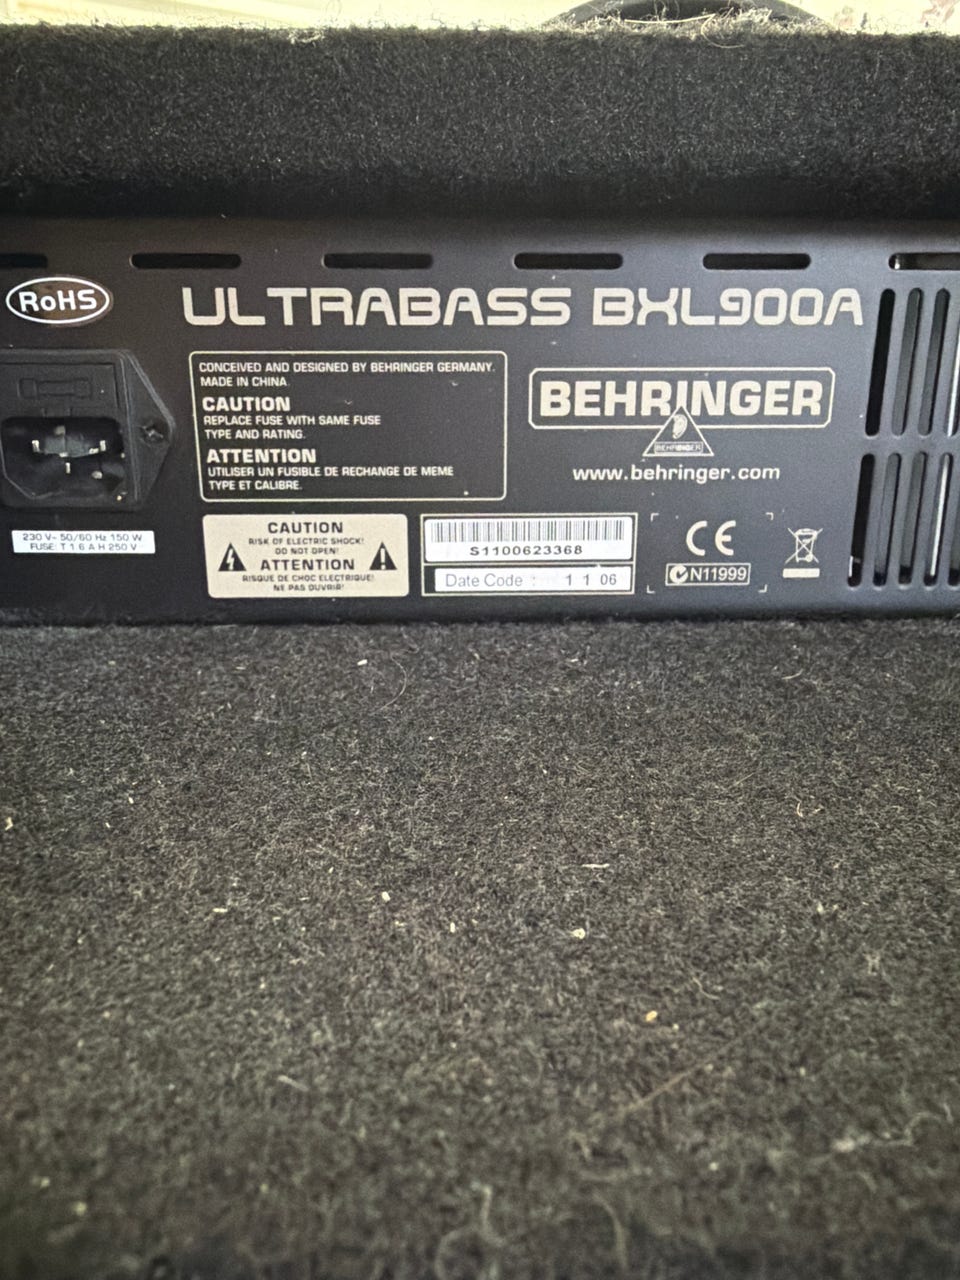 RoHS
ULTRABASS BXL900A
CONCEIVED AND DESIGNED BY BEHRINGER GERMANY.
MADE IN CHINA.
CAUTION
REPLACE FUSE WITH SAME FUSE
TYPE AND RATING.
ATTENTION
UTILISER UN FUSIBLE DE RECHANGE DE MEME
TYPE ET CALIBRE.
BEHRINGER
BEHRINGER
www.behringer.com
230 V~ 50/60 Hz 150 W
FUSE: T 1.6 A H 250 V
CAUTION
RISK OF ELECTRIC SHOCK!
DO NOT OPEN!
ATTENTION
RISQUE DE CHOC ELECTRIQUE!
NE PAS OUVRIR!
S1100623368
Date Code : 1 1 06
CE
N11999